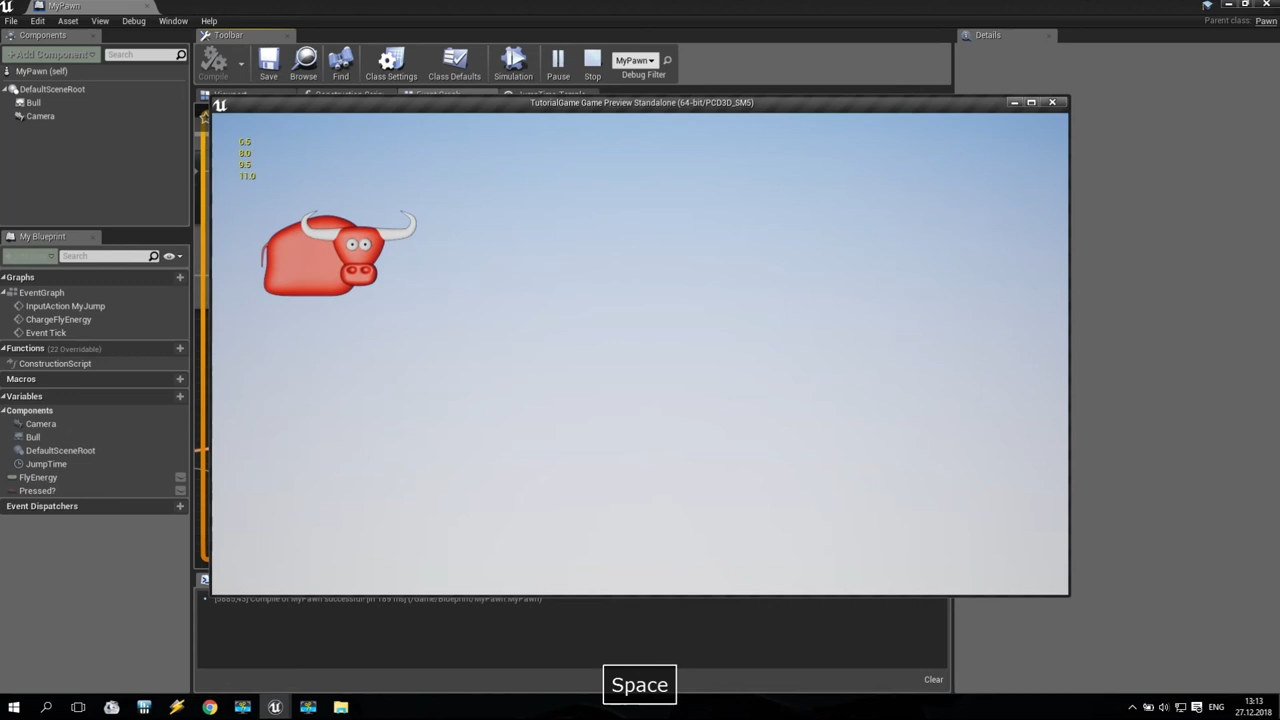 MyPawn
File Edit Asset View Debug Window Help
Parent class: Pawn
Components
Toolbar
Details
Add Component
Search
Compile
Save
Browse
Find
Class Settings
Class Defaults
Simulation
Pause
Stop
MyPawn
Debug Filter
MyPawn (self)
DefaultSceneRoot
Bull
Camera
TutorialGame Game Preview Standalone (64-bit/PCD3D_SM5)
6.5
8.0
9.5
11.0
My Blueprint
Search
Graphs
EventGraph
InputAction MyJump
ChargeFlyEnergy
Event Tick
Functions (22 Overridable)
ConstructionScript
Macros
Variables
Components
Camera
Bull
DefaultSceneRoot
JumpTime
FlyEnergy
Pressed?
Event Dispatchers
Clear
Space
ENG
13:13
27.12.2018